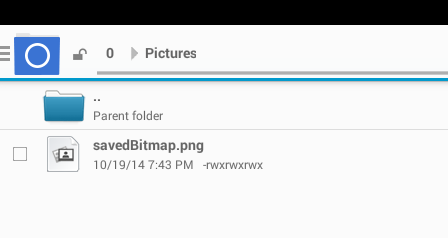 0 Pictures
..
Parent folder
savedBitmap.png
10/19/14 7:43 PM -rwxrwxrwx